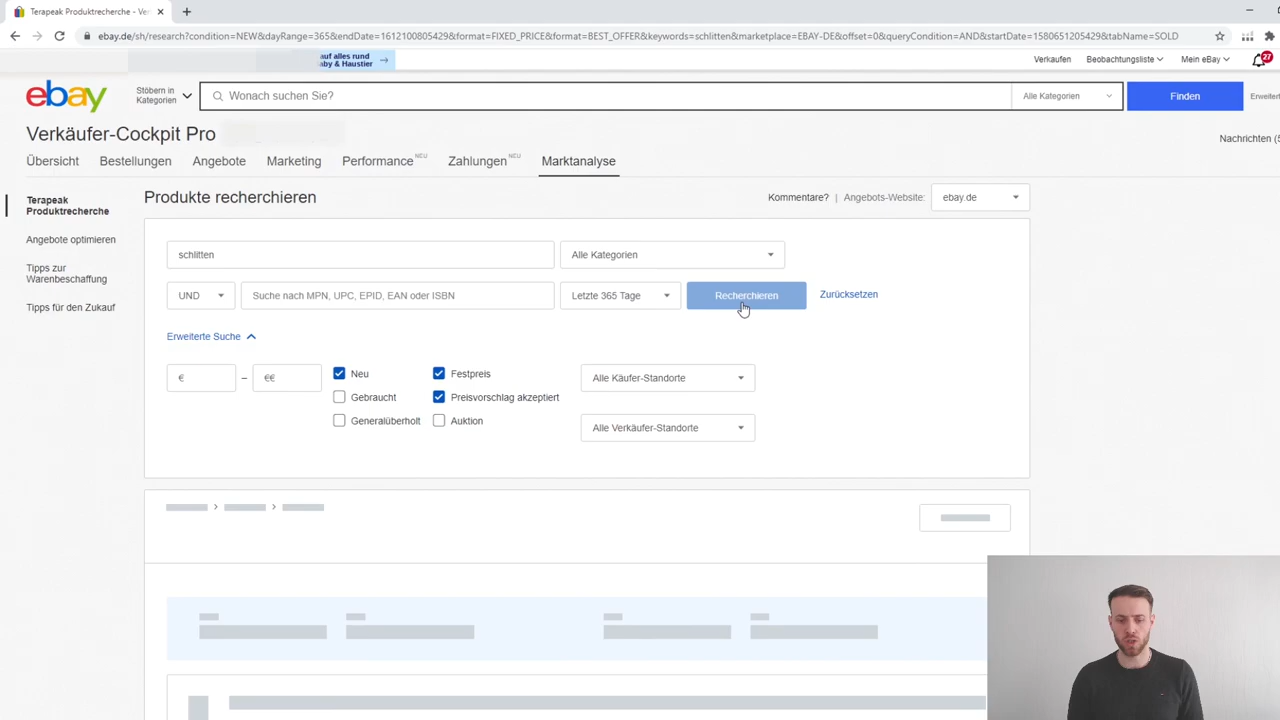 Terapeak Produktrecherche - Ver
ebay.de/sh/research?condition=NEW&dayRange=365&endDate=1612100805429&format=FIXED_PRICE&format=BEST_OFFER&keywords=schlitten&marketplace=EBAY-DE&offset=0&queryCondition=AND&startDate=1580651205429&tabName=SOLD
auf alles rund
by & Haustier
Verkaufen
Beobachtungsliste
Mein eBay
27
ebay
Stöbern in
Kategorien
Wonach suchen Sie?
Alle Kategorien
Finden
Erweitert
Verkäufer-Cockpit Pro
Nachrichten (5
Übersicht
Bestellungen
Angebote
Marketing
Performance NEU
Zahlungen NEU
Marktanalyse
Terapeak
Produktrecherche
Angebote optimieren
Tipps zur
Warenbeschaffung
Tipps für den Zukauf
Produkte recherchieren
Kommentare?
Angebots-Website:
ebay.de
schlitten
Alle Kategorien
UND
Suche nach MPN, UPC, EPID, EAN oder ISBN
Letzte 365 Tage
Recherchieren
Zurücksetzen
Erweiterte Suche
€
–
€€
Neu
Festpreis
Alle Käufer-Standorte
Gebraucht
Preisvorschlag akzeptiert
Generalüberholt
Auktion
Alle Verkäufer-Standorte